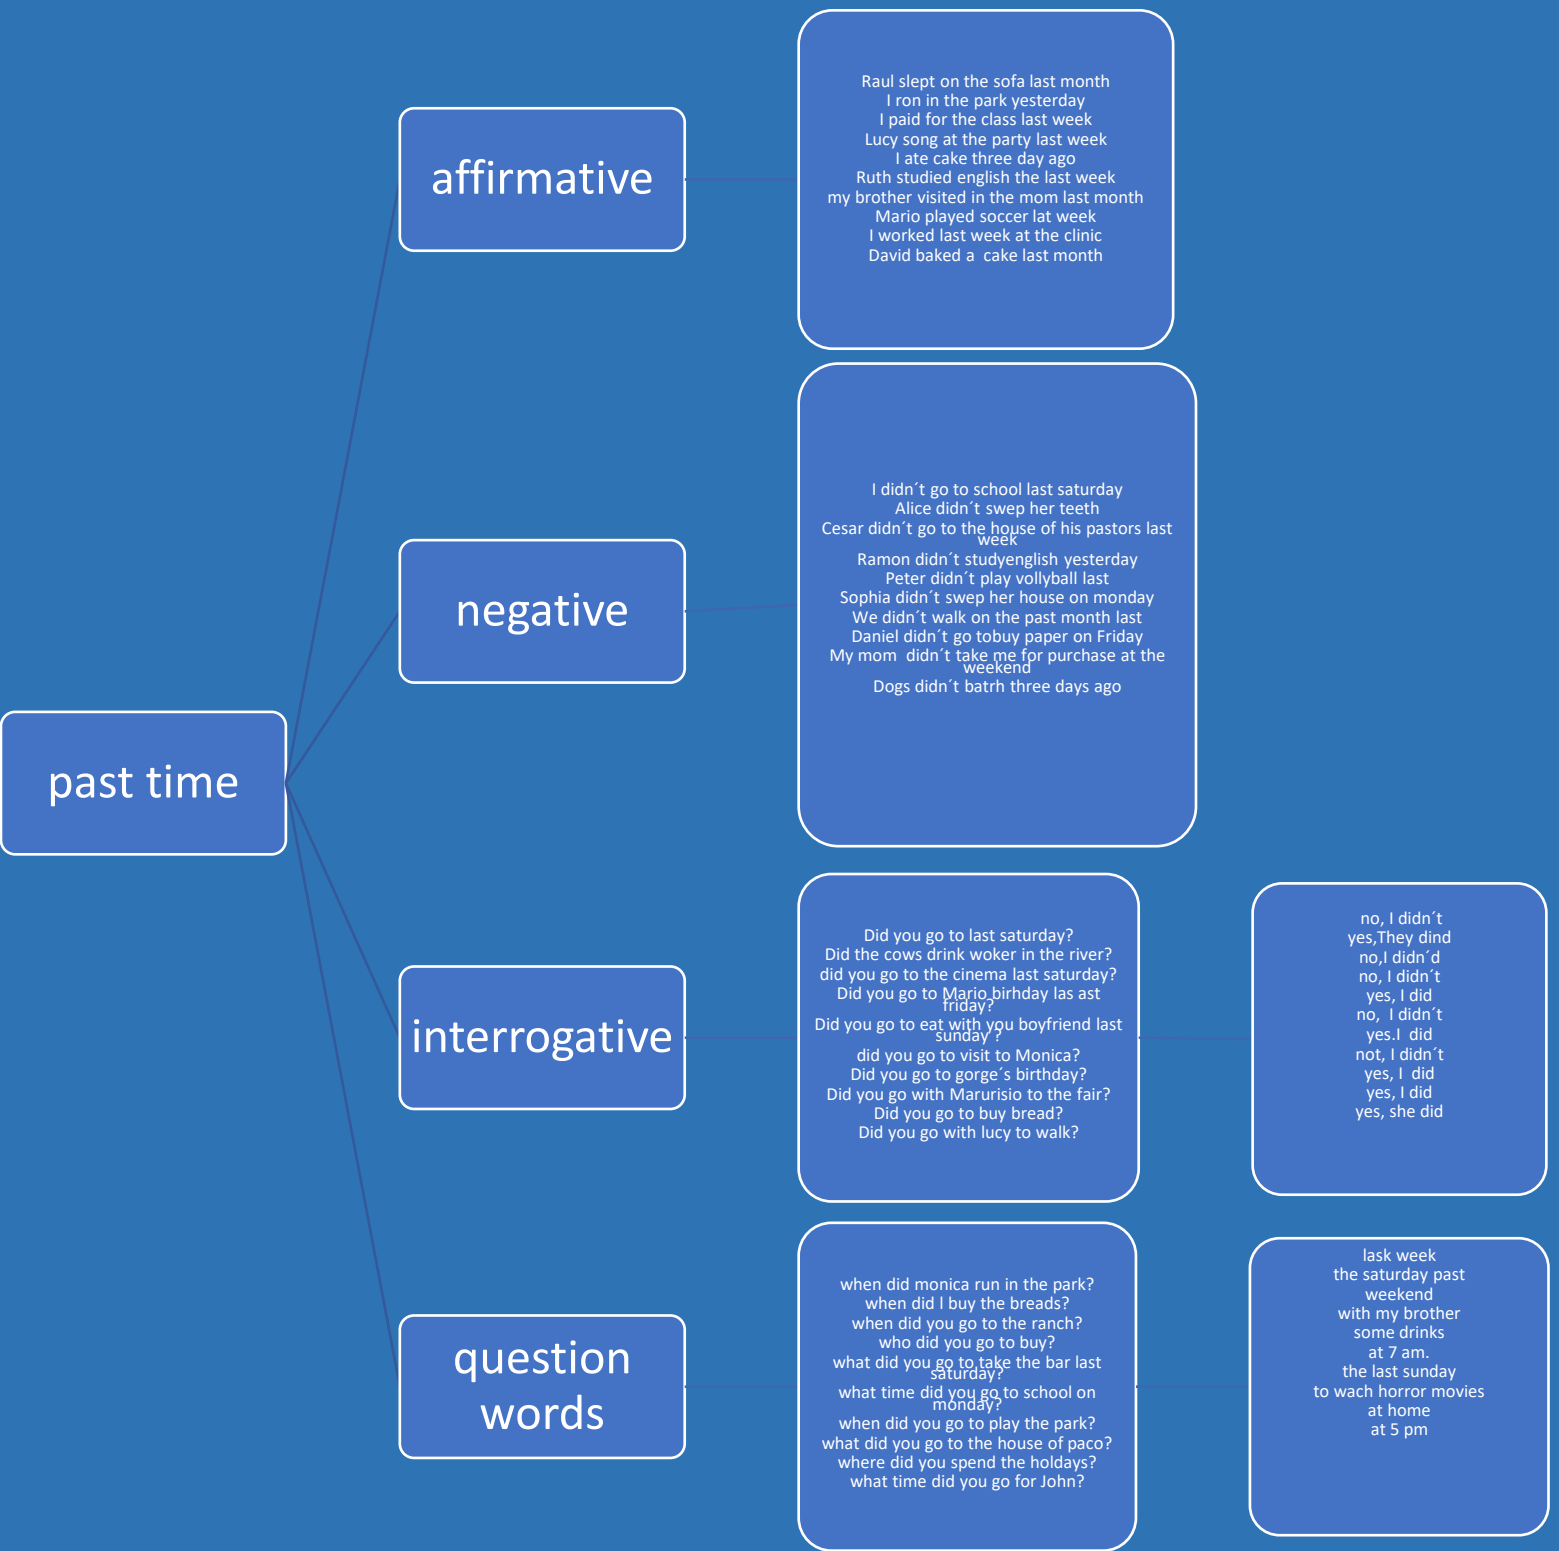 past time
affirmative
Raul slept on the sofa last month
I ron in the park yesterday
I paid for the class last week
Lucy song at the party last week
I ate cake three day ago
Ruth studied english the last week
my brother visited in the mom last month
Mario played soccer lat week
I worked last week at the clinic
David baked a  cake last month
negative
I didn´t go to school last saturday
Alice didn´t swep her teeth
Cesar didn´t go to the house of his pastors last
week
Ramon didn´t studyenglish yesterday
Peter didn´t play vollyball last
Sophia didn´t swep her house on monday
We didn´t walk on the past month last
Daniel didn´t go tobuy paper on Friday
My mom  didn´t take me for purchase at the
weekend
Dogs didn´t batrh three days ago
interrogative
Did you go to last saturday?
Did the cows drink woker in the river?
did you go to the cinema last saturday?
Did you go to Mario birhday las ast
friday?
Did you go to eat with you boyfriend last
sunday ?
did you go to visit to Monica?
Did you go to gorge´s birthday?
Did you go with Marurisio to the fair?
Did you go to buy bread?
Did you go with lucy to walk?
no, I didn´t
yes,They dind
no,I didn´d
no, I didn´t
yes, I did
no,  I didn´t
yes.I  did
not, I didn´t
yes, I  did
yes, I did
yes, she did
question
words
when did monica run in the park?
when did l buy the breads?
when did you go to the ranch?
who did you go to buy?
what did you go to take the bar last
saturday?
what time did you go to school on
monday?
when did you go to play the park?
what did you go to the house of paco?
where did you spend the holdays?
what time did you go for John?
lask week
the saturday past
weekend
with my brother
some drinks
at 7 am.
the last sunday
to wach horror movies
at home
at 5 pm